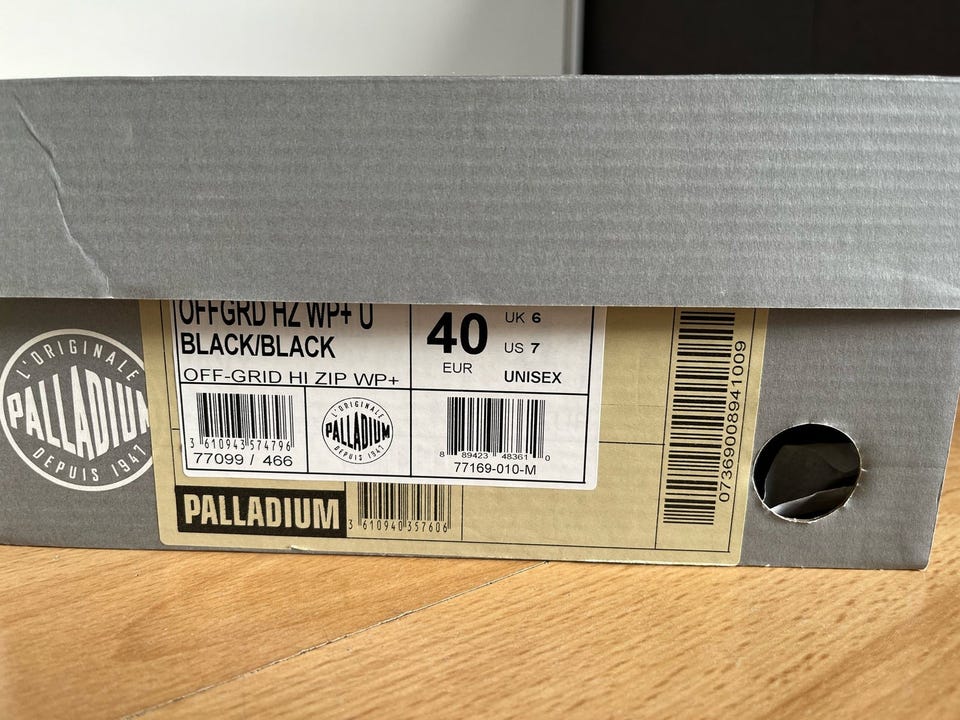 OFFGRD HZ WP+ U
BLACK/BLACK
OFF-GRID HI ZIP WP+
40
EUR
UK 6
US 7
UNISEX
L'ORIGINALE
PALLADIUM
DEPUIS 1947
3 610943 574796
77099 / 466
L'ORIGINALE
PALLADIUM
DEPUIS 1947
8 89423 48361 0
77169-010-M
PALLADIUM
3 610940 357606
0736900894 1009